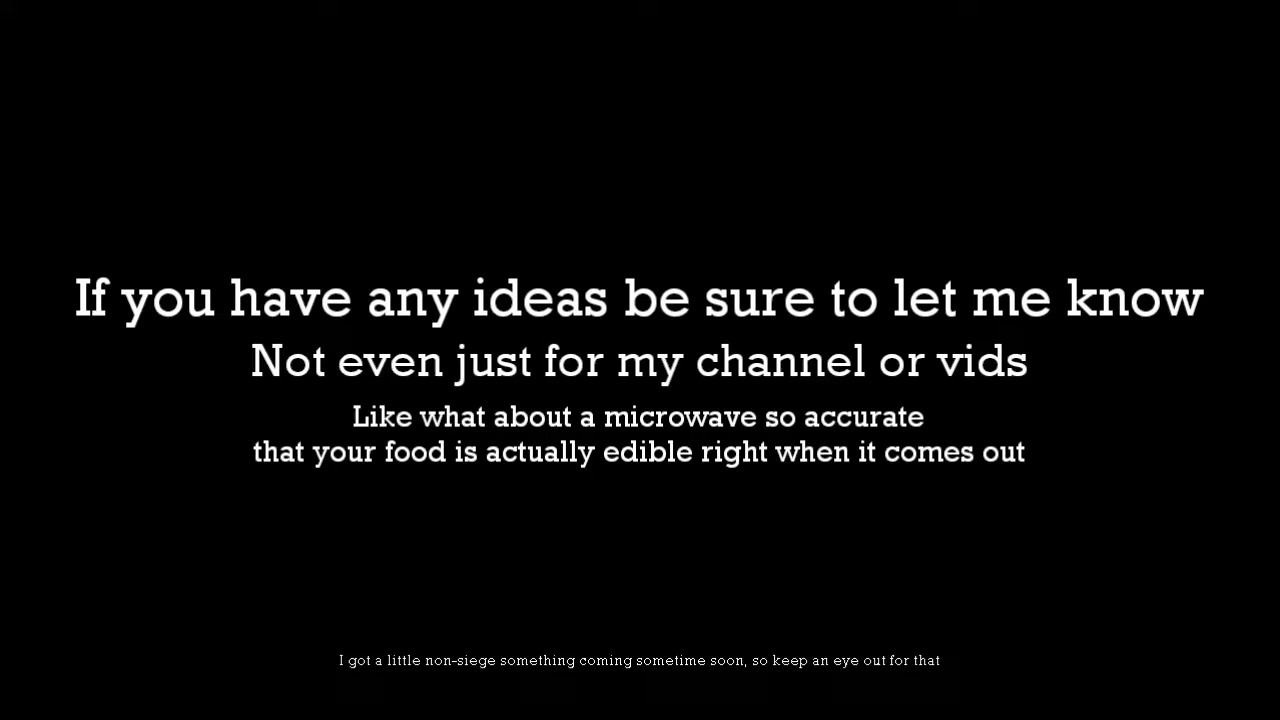 If you have any ideas be sure to let me know
Not even just for my channel or vids
Like what about a microwave so accurate
that your food is actually edible right when it comes out
I got a little non-siege something coming sometime soon, so keep an eye out for that